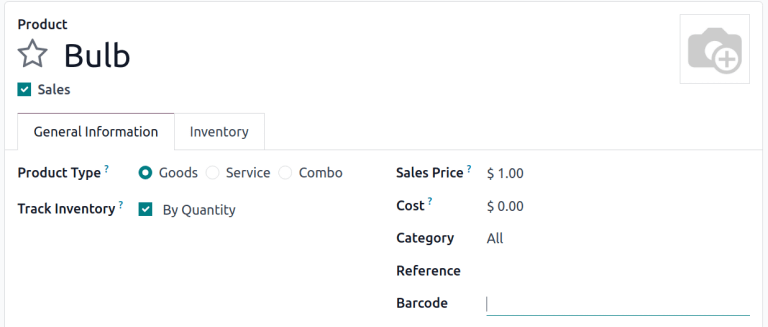 Product
Bulb
Sales
General Information Inventory
Product Type ? Goods Service Combo Sales Price ? $ 1.00
Track Inventory ? By Quantity Cost ? $ 0.00
Category All
Reference
Barcode